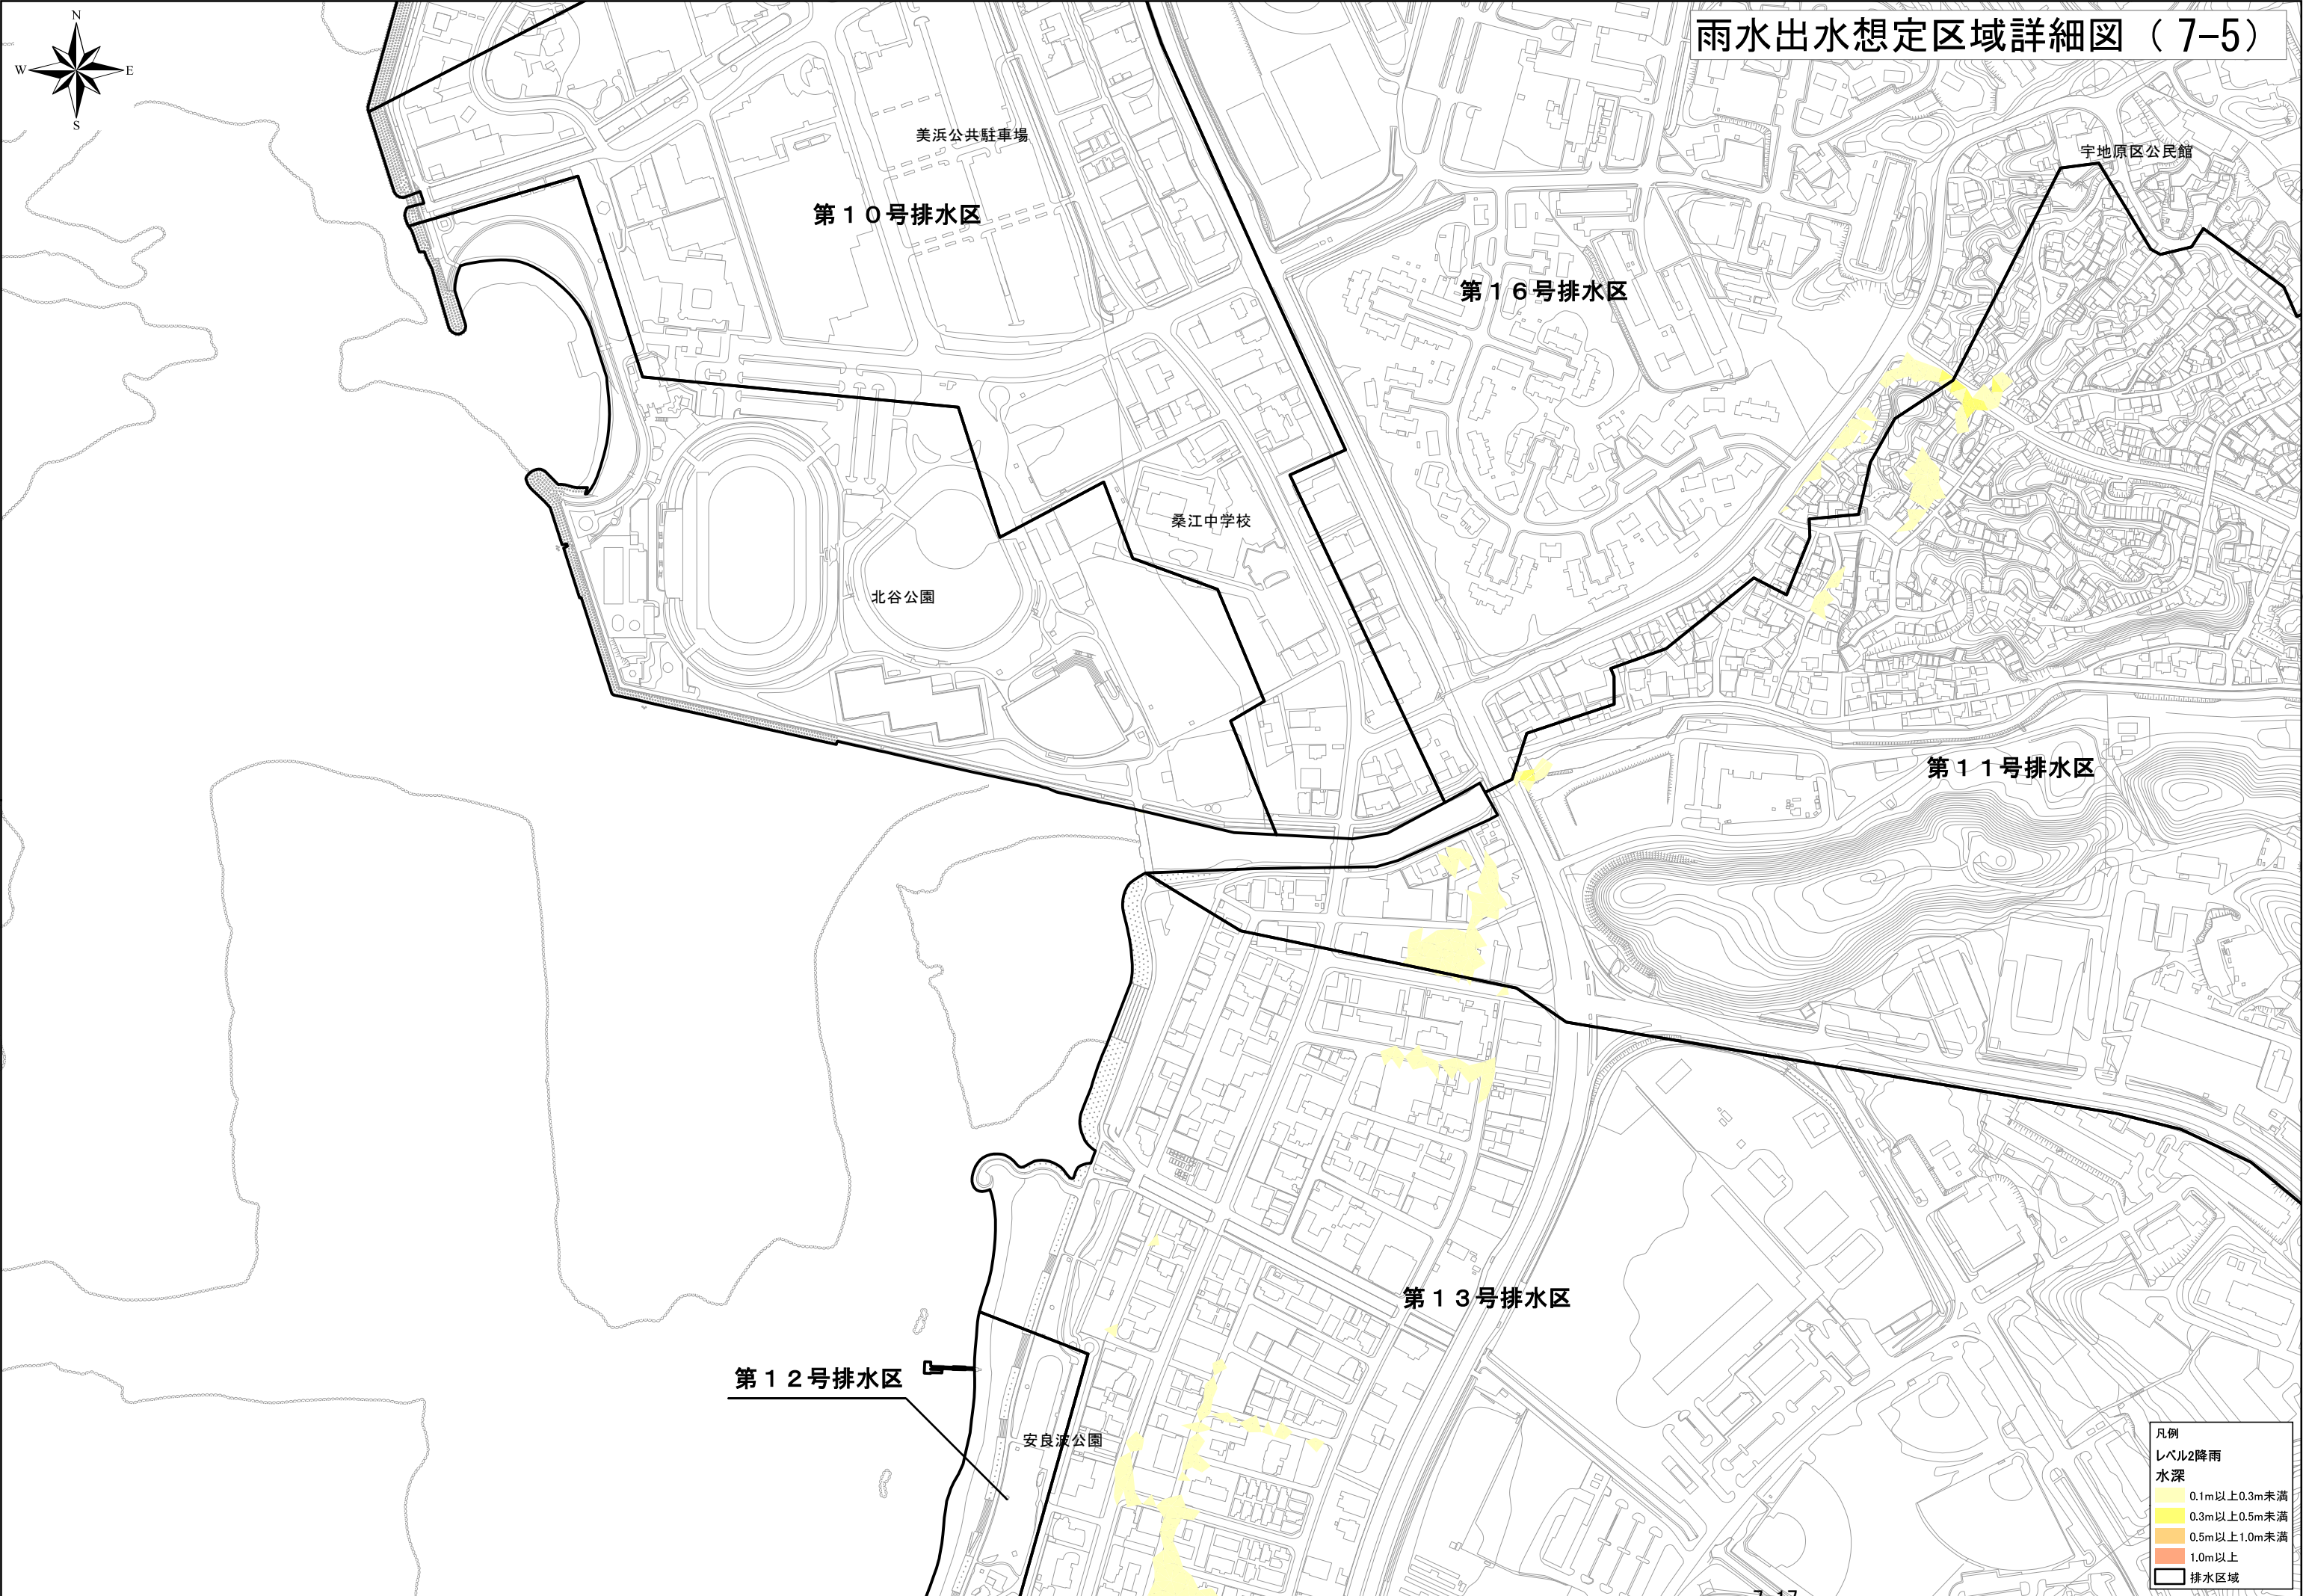 雨水出水想定区域詳細図（7-5）
N
W
E
S
美浜公共駐車場
宇地原区公民館
第１０号排水区
第１６号排水区
桑江中学校
北谷公園
第１１号排水区
第１３号排水区
第１２号排水区
安良波公園
凡例
レベル2降雨
水深
0.1m以上0.3m未満
0.3m以上0.5m未満
0.5m以上1.0m未満
1.0m以上
排水区域